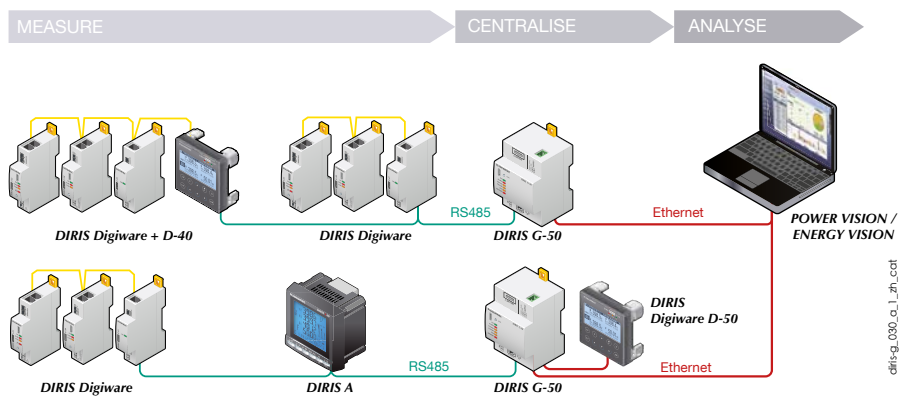 MEASURE
CENTRALISE
ANALYSE
RS485
Ethernet
DIRIS Digiware + D-40
DIRIS Digiware
DIRIS G-50
POWER VISION /
ENERGY VISION
DIRIS
Digiware D-50
RS485
Ethernet
DIRIS Digiware
DIRIS A
DIRIS G-50
diris-g_030_a_1_zh_cat